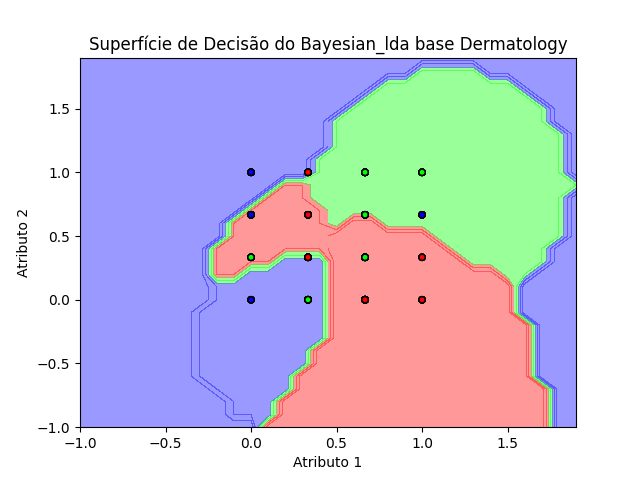 Superfície de Decisão do Bayesian_lda base Dermatology
1.5
1.0
0.5
0.0
−0.5
−1.0
Atributo 2
−1.0 −0.5 0.0 0.5 1.0 1.5
Atributo 1